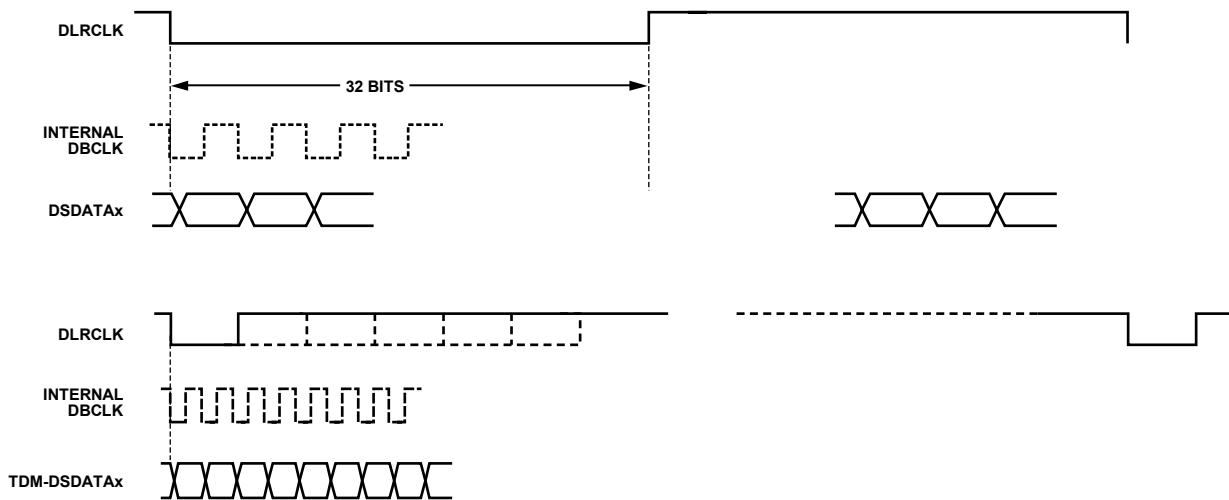 DLRCLK
32 BITS
INTERNAL
DBCLK
DSDATAx
DLRCLK
INTERNAL
DBCLK
TDM-DSDATAx